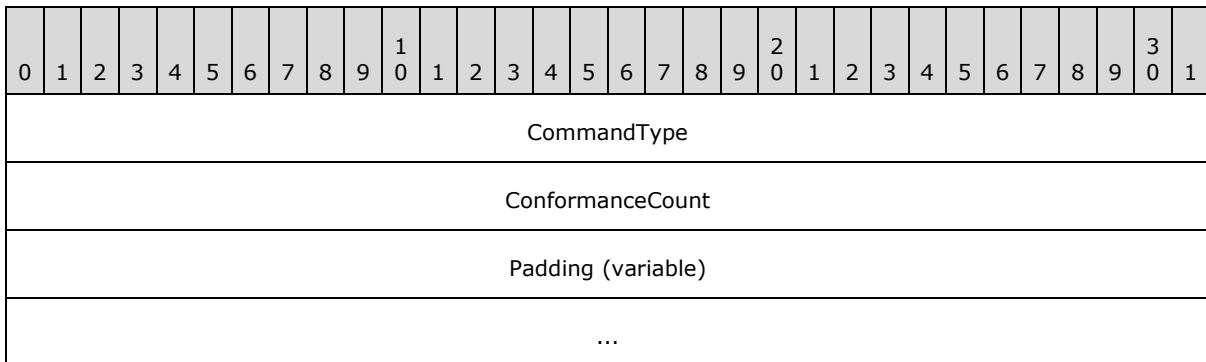 1 2 3
0 1 2 3 4 5 6 7 8 9 0 1 2 3 4 5 6 7 8 9 0 1 2 3 4 5 6 7 8 9 0 1
CommandType
ConformanceCount
Padding (variable)
...